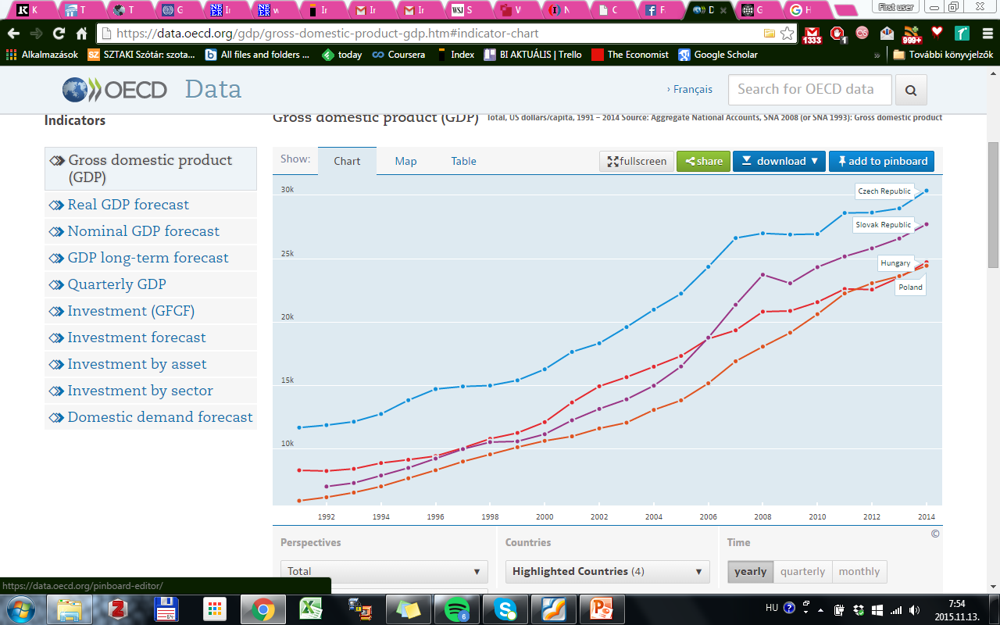 K T T G Ir w Ir Ir Ir S W N C F D G H
First user
https://data.oecd.org/gdp/gross-domestic-product-gdp.htm#indicator-chart
1333 1 999+
Alkalmazások SZ SZTAKI Szótár: szota... b All files and folders ... today Coursera Index BI AKTUÁLIS | Trello The Economist Google Scholar » További könyvjelzők
OECD Data
› Français
Search for OECD data
Indicators
Gross domestic product (GDP) Total, US dollars/capita, 1991 – 2014 Source: Aggregate National Accounts, SNA 2008 (or SNA 1993): Gross domestic product
Gross domestic product
(GDP)
Real GDP forecast
Nominal GDP forecast
GDP long-term forecast
Quarterly GDP
Investment (GFCF)
Investment forecast
Investment by asset
Investment by sector
Domestic demand forecast
Show: Chart Map Table fullscreen share download ▼ add to pinboard
30k
25k
20k
15k
10k
Czech Republic
Slovak Republic
Hungary
Poland
1992 1994 1996 1998 2000 2002 2004 2006 2008 2010 2012 2014
©
Perspectives Countries Time
Total ▼ Highlighted Countries (4) ▼ yearly quarterly monthly
https://data.oecd.org/pinboard-editor/
HU 7:54
2015.11.13.